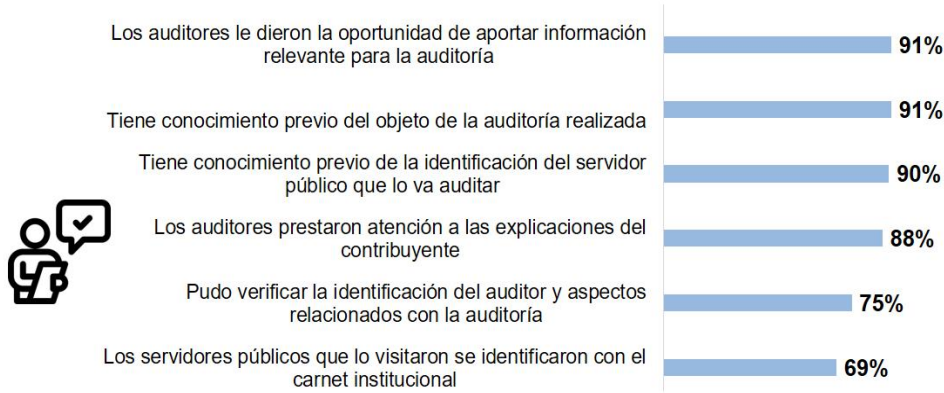 Los auditores le dieron la oportunidad de aportar información
relevante para la auditoría
91%
Tiene conocimiento previo del objeto de la auditoría realizada
91%
Tiene conocimiento previo de la identificación del servidor
público que lo va auditar
90%
Los auditores prestaron atención a las explicaciones del
contribuyente
88%
Pudo verificar la identificación del auditor y aspectos
relacionados con la auditoría
75%
Los servidores públicos que lo visitaron se identificaron con el
carnet institucional
69%